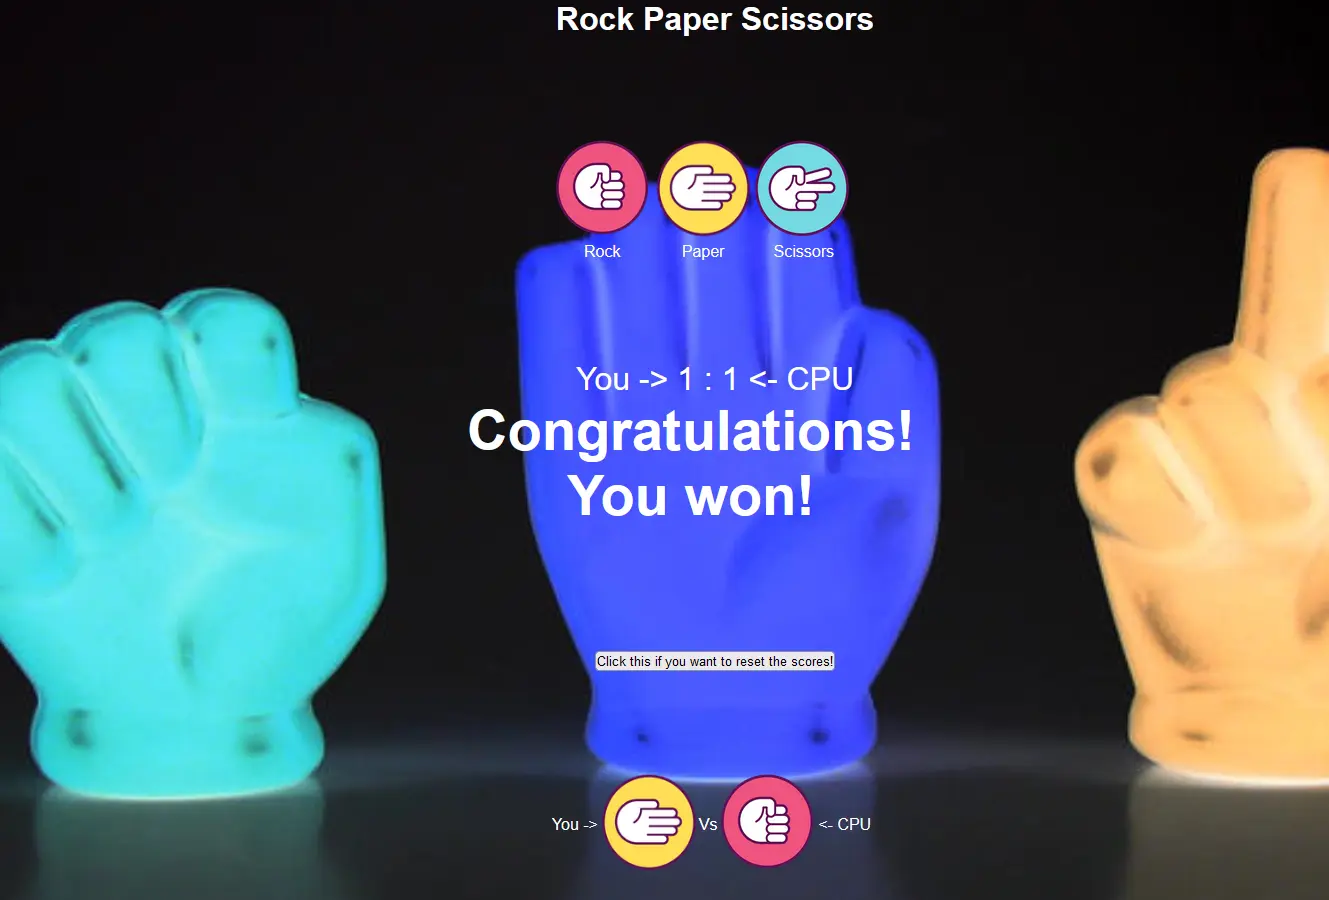 Rock Paper Scissors
Rock Paper Scissors
You -> 1 : 1 <- CPU
Congratulations!
You won!
Click this if you want to reset the scores!
You -> Vs <- CPU